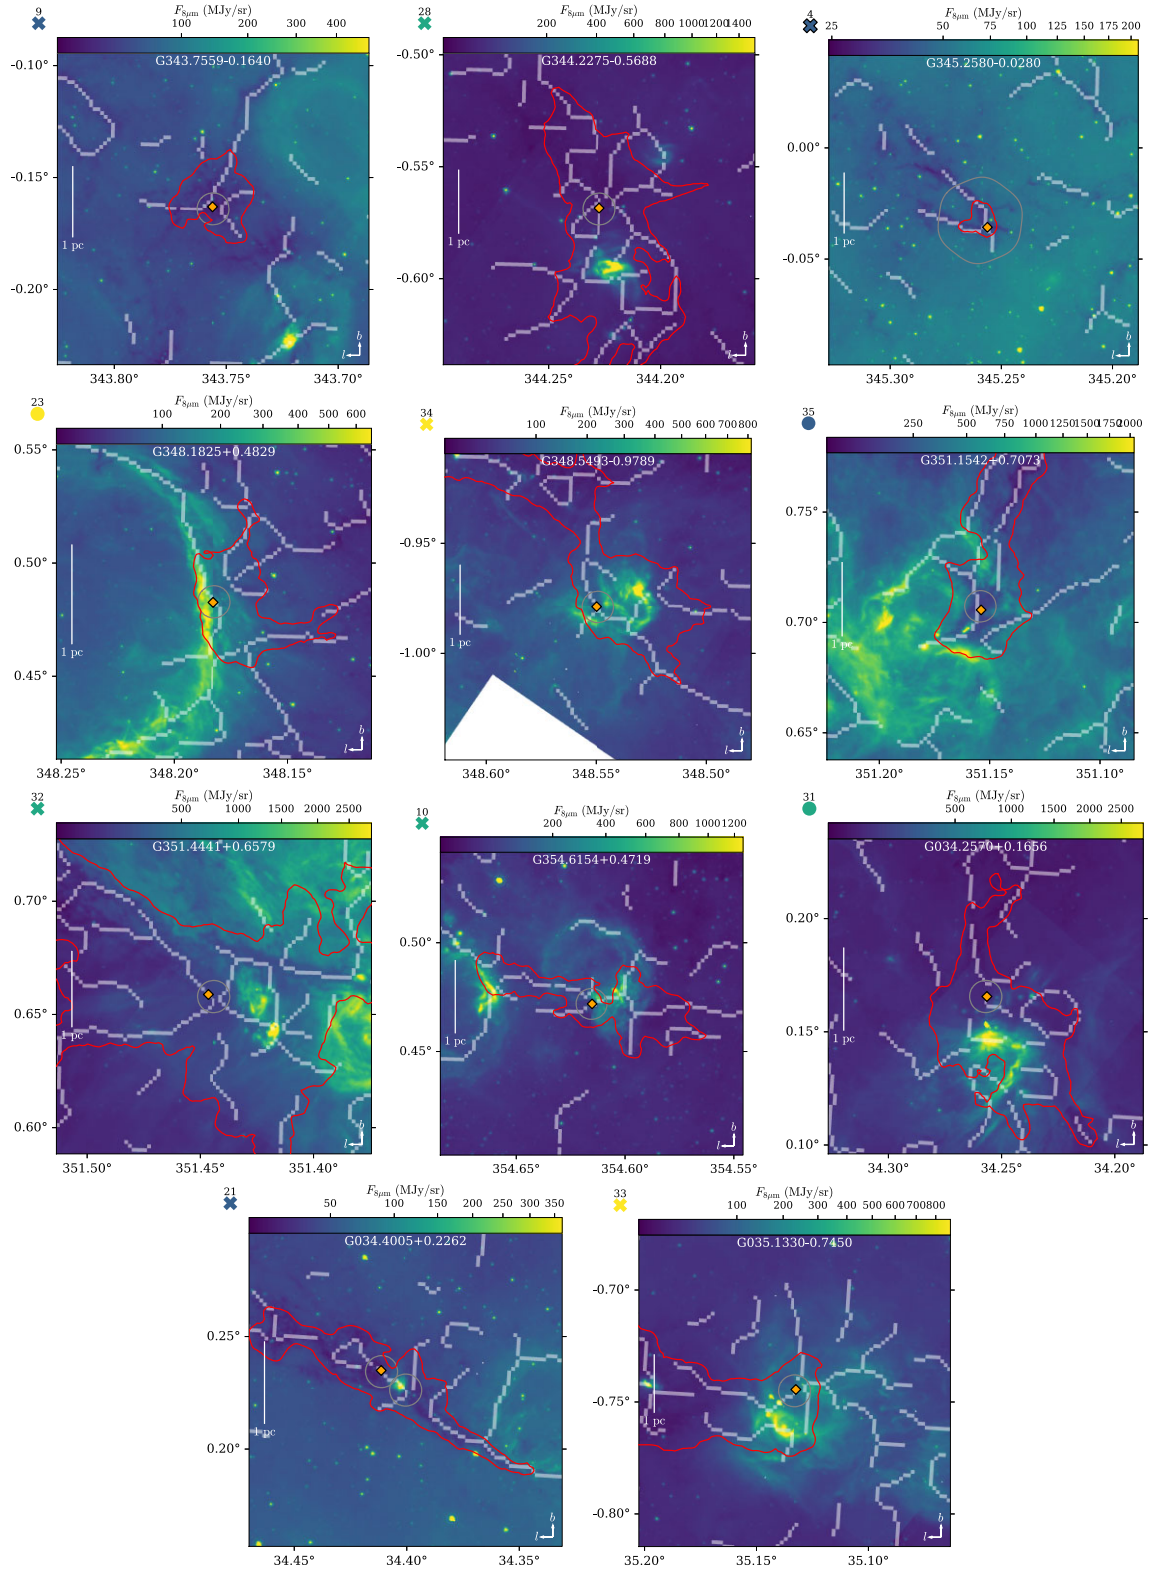 9
F8μm (MJy/sr)
100 200 300 400
G343.7559-0.1640
-0.10°
-0.15°
-0.20°
1 pc
b
l
343.80° 343.75° 343.70°
28
F8μm (MJy/sr)
200 400 600 800 1000 1200 1400
G344.2275-0.5688
-0.50°
-0.55°
-0.60°
1 pc
b
l
344.25° 344.20°
4
F8μm (MJy/sr)
25 50 75 100 125 150 175 200
G345.2580-0.0280
0.00°
-0.05°
1 pc
b
l
345.30° 345.25° 345.20°
23
F8μm (MJy/sr)
100 200 300 400 500 600
G348.1825+0.4829
0.55°
0.50°
0.45°
1 pc
b
l
348.25° 348.20° 348.15°
34
F8μm (MJy/sr)
100 200 300 400 500 600 700 800
G348.5493-0.9789
-0.95°
-1.00°
1 pc
b
l
348.60° 348.55° 348.50°
35
F8μm (MJy/sr)
250 500 750 1000 1250 1500 1750 2000
G351.1542+0.7073
0.75°
0.70°
0.65°
1 pc
b
l
351.20° 351.15° 351.10°
32
F8μm (MJy/sr)
500 1000 1500 2000 2500
G351.4441+0.6579
0.70°
0.65°
0.60°
1 pc
b
l
351.50° 351.45° 351.40°
10
F8μm (MJy/sr)
200 400 600 800 1000 1200
G354.6154+0.4719
0.50°
0.45°
1 pc
b
l
354.65° 354.60° 354.55°
31
F8μm (MJy/sr)
500 1000 1500 2000 2500
G034.2570+0.1656
0.20°
0.15°
0.10°
1 pc
b
l
34.30° 34.25° 34.20°
21
F8μm (MJy/sr)
50 100 150 200 250 300 350
G034.4005+0.2262
0.25°
0.20°
1 pc
b
l
34.45° 34.40° 34.35°
33
F8μm (MJy/sr)
100 200 300 400 500 600 700 800
G035.1330-0.7450
-0.70°
-0.75°
-0.80°
1 pc
b
l
35.20° 35.15° 35.10°